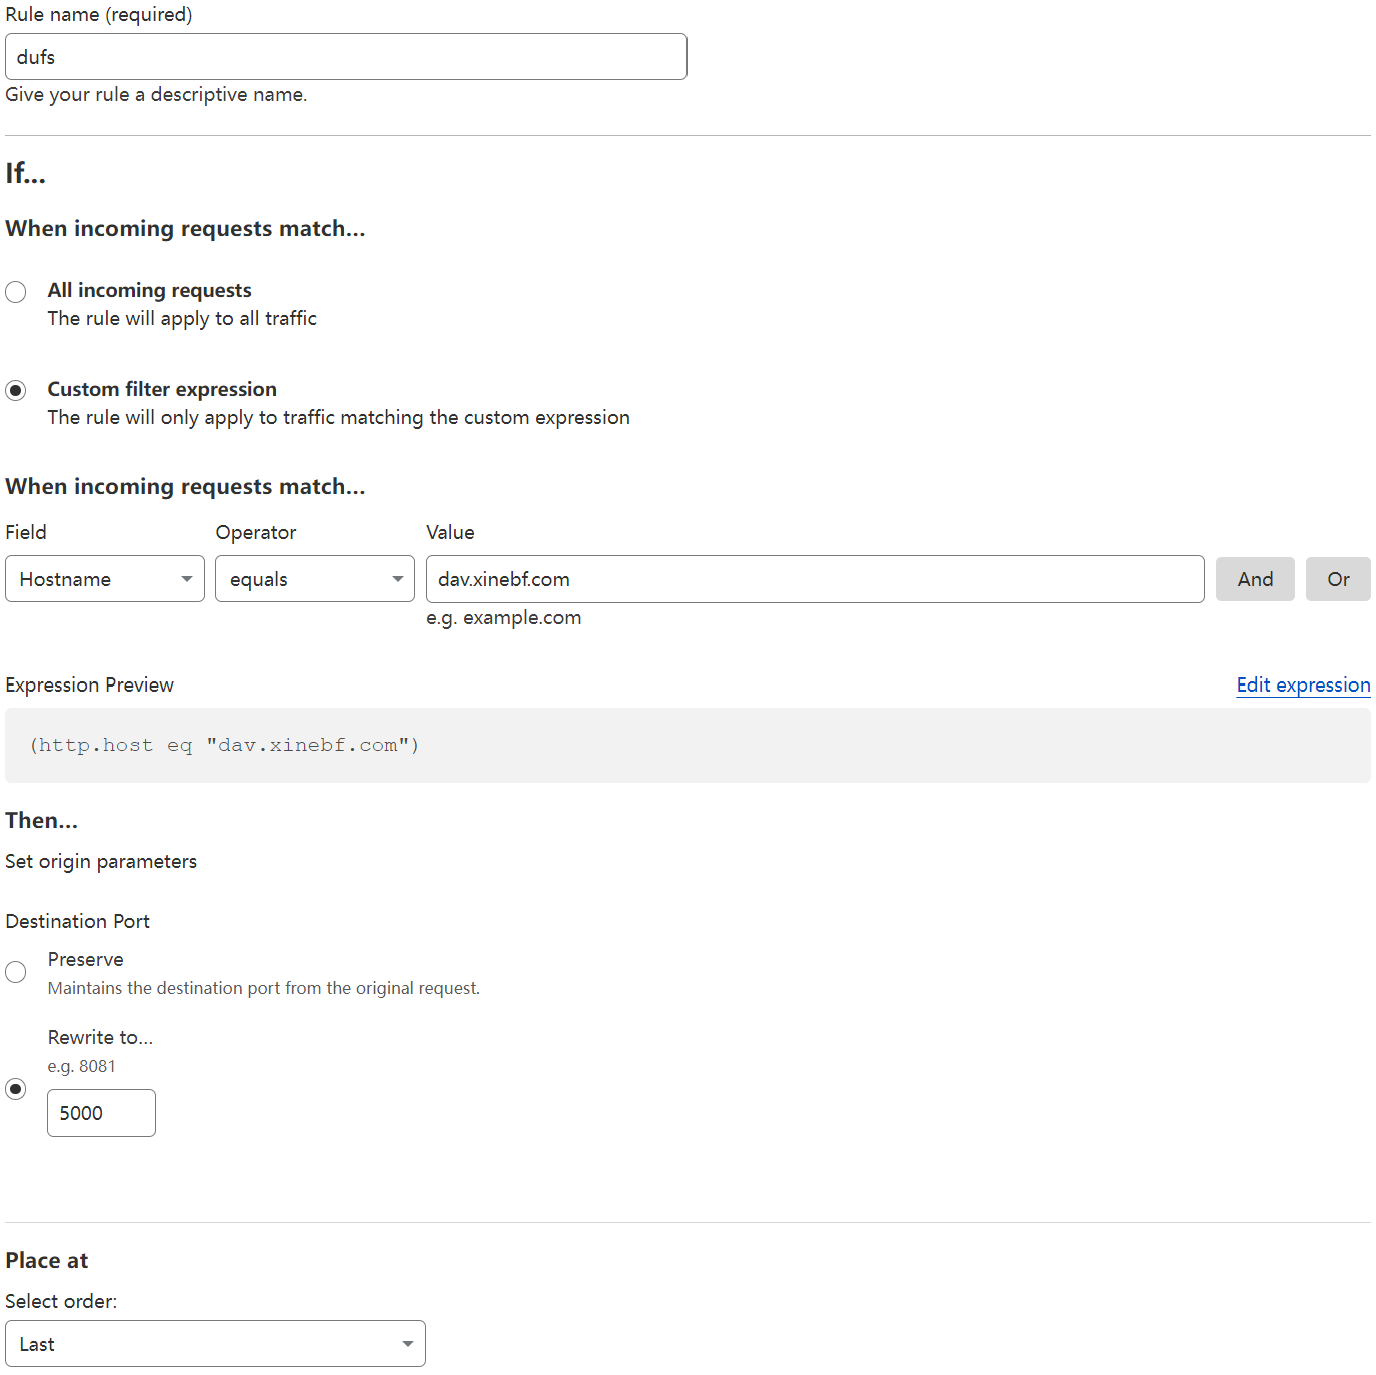 Rule name (required)
dufs
Give your rule a descriptive name.
If...
When incoming requests match...
All incoming requests
The rule will apply to all traffic
Custom filter expression
The rule will only apply to traffic matching the custom expression
When incoming requests match...
Field Operator Value
Hostname equals dav.xinebf.com And Or
e.g. example.com
Expression Preview Edit expression
(http.host eq "dav.xinebf.com")
Then...
Set origin parameters
Destination Port
Preserve
Maintains the destination port from the original request.
Rewrite to...
e.g. 8081
5000
Place at
Select order:
Last